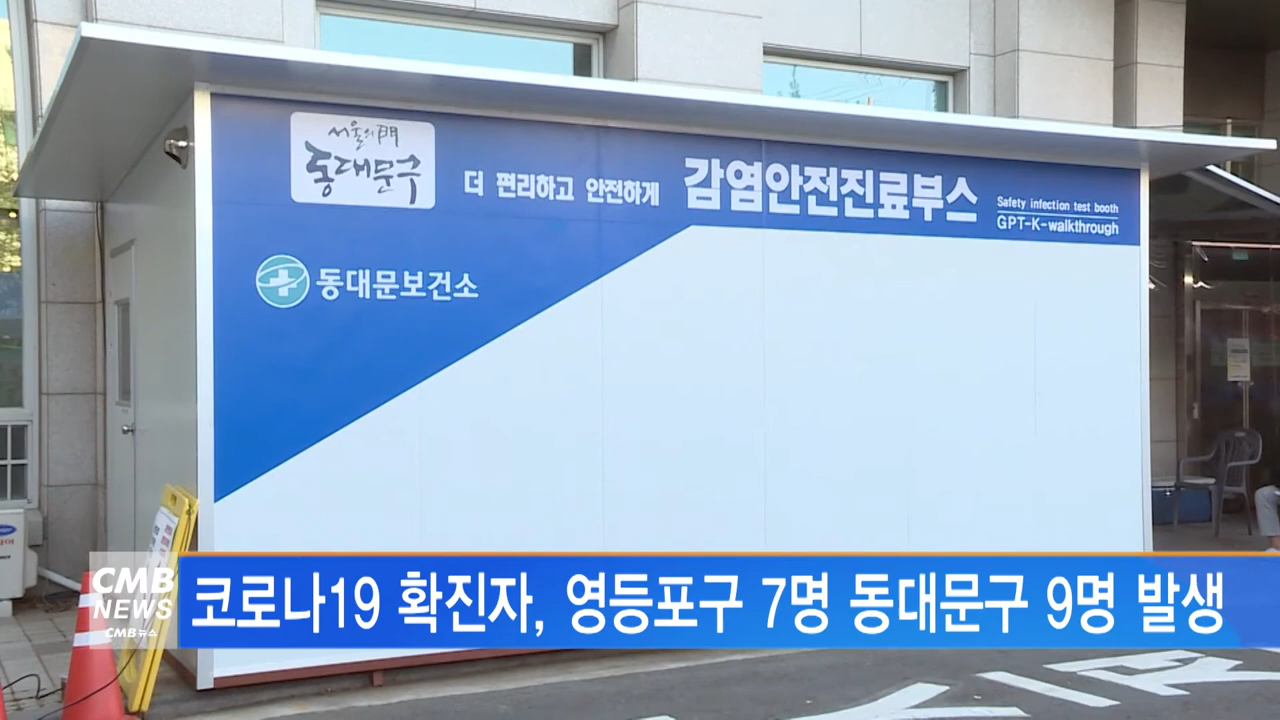 서울의 門
동대문구
더 편리하고 안전하게 감염안전진료부스
Safety infection test booth
GPT-K-walkthrough
동대문보건소
CMB
NEWS
CMB뉴스
코로나19 확진자, 영등포구 7명 동대문구 9명 발생